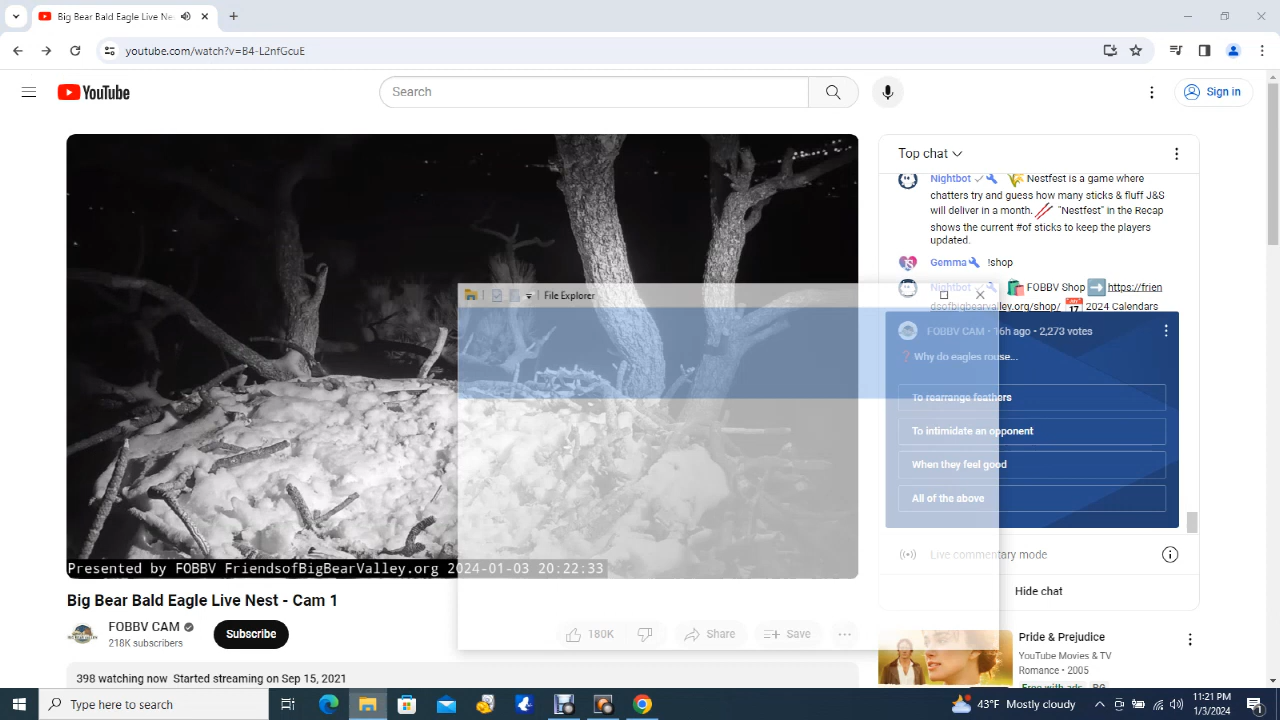 Big Bear Bald Eagle Live Ne
youtube.com/watch?v=B4-L2nfGcuE
YouTube
Search
Sign in
Top chat
Nightbot Nestfest is a game where
chatters try and guess how many sticks & fluff J&S
will deliver in a month. "Nestfest" in the Recap
shows the current #of sticks to keep the players
updated.
Gemma !shop
Nightbot FOBBV Shop https://frien
dsofbigbearvalley.org/shop/ 2024 Calendars
File Explorer
FOBBV CAM • 16h ago • 2,273 votes
❓Why do eagles rouse...
To rearrange feathers
To intimidate an opponent
When they feel good
All of the above
Live commentary mode
Hide chat
Presented by FOBBV FriendsofBigBearValley.org 2024-01-03 20:22:33
Big Bear Bald Eagle Live Nest - Cam 1
FOBBV CAM
218K subscribers
Subscribe
180K
Share
Save
398 watching now Started streaming on Sep 15, 2021
Pride & Prejudice
YouTube Movies & TV
Romance • 2005
Free with ads PG
Type here to search
43°F Mostly cloudy
11:21 PM
1/3/2024
1